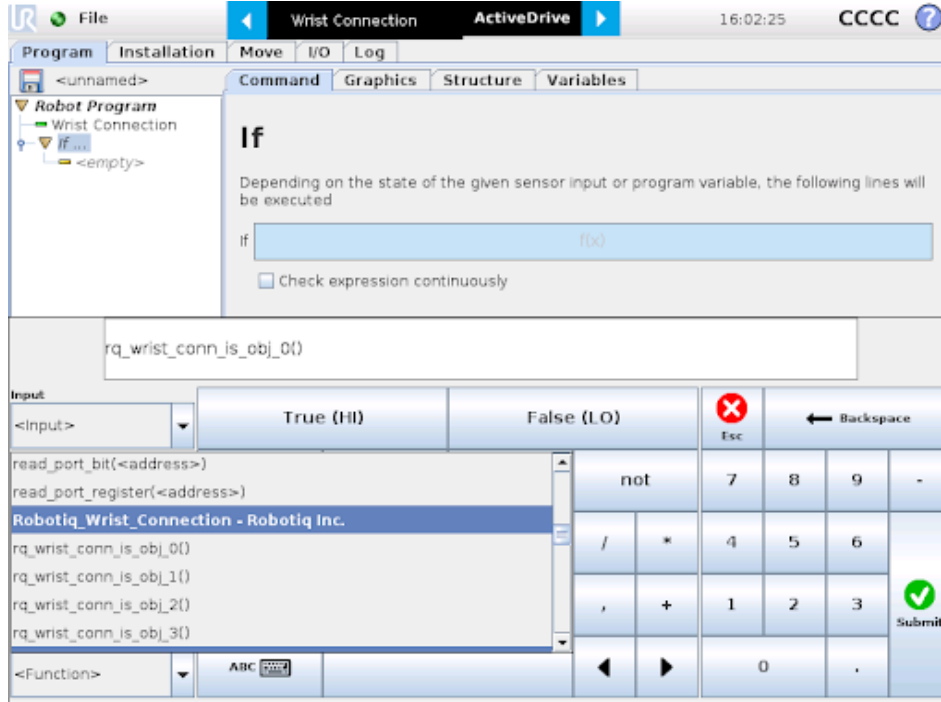 UR File Wrist Connection ActiveDrive 16:02:25 CCCC ?
Program Installation Move I/O Log
<unnamed> Command Graphics Structure Variables
Robot Program
Wrist Connection
If ...
<empty>
If
Depending on the state of the given sensor input or program variable, the following lines will
be executed
If f(x)
Check expression continuously
rq_wrist_conn_is_obj_0()
Input
<Input> True (HI) False (LO) Esc Backspace
read_port_bit(<address>)
read_port_register(<address>)
Robotiq_Wrist_Connection - Robotiq Inc.
rq_wrist_conn_is_obj_0()
rq_wrist_conn_is_obj_1()
rq_wrist_conn_is_obj_2()
rq_wrist_conn_is_obj_3()
<Function> ABC
not 7 8 9 -
/ * 4 5 6
, + 1 2 3 Submit
0 .